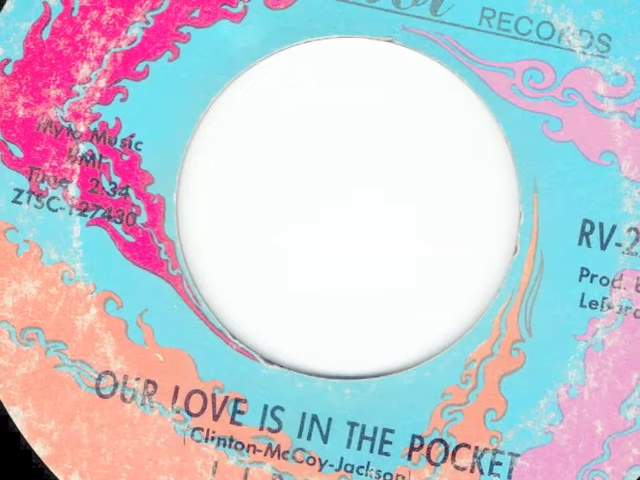 RECORDS
Myto Music
BMI
Time 2:34
ZTSC-127430
RV-2
Prod. b
OUR LOVE IS IN THE POCKET
(Clinton-McCoy-Jackson)